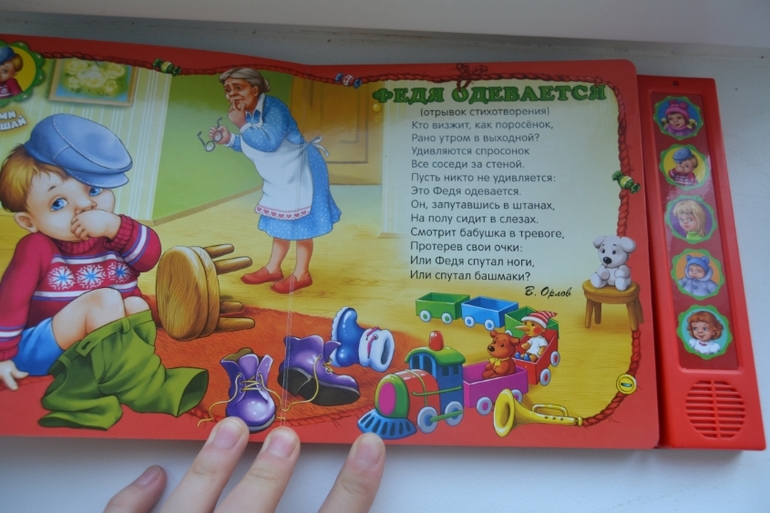 МИ
ШАЙ
ФЕДЯ ОДЕВАЕТСЯ
(отрывок стихотворения)
Кто визжит, как поросёнок,
Рано утром в выходной?
Удивляются спросонок
Все соседи за стеной.
Пусть никто не удивляется:
Это Федя одевается.
Он, запутавшись в штанах,
На полу сидит в слезах.
Смотрит бабушка в тревоге,
Протерев свои очки:
Или Федя спутал ноги,
Или спутал башмаки?
В. Орлов